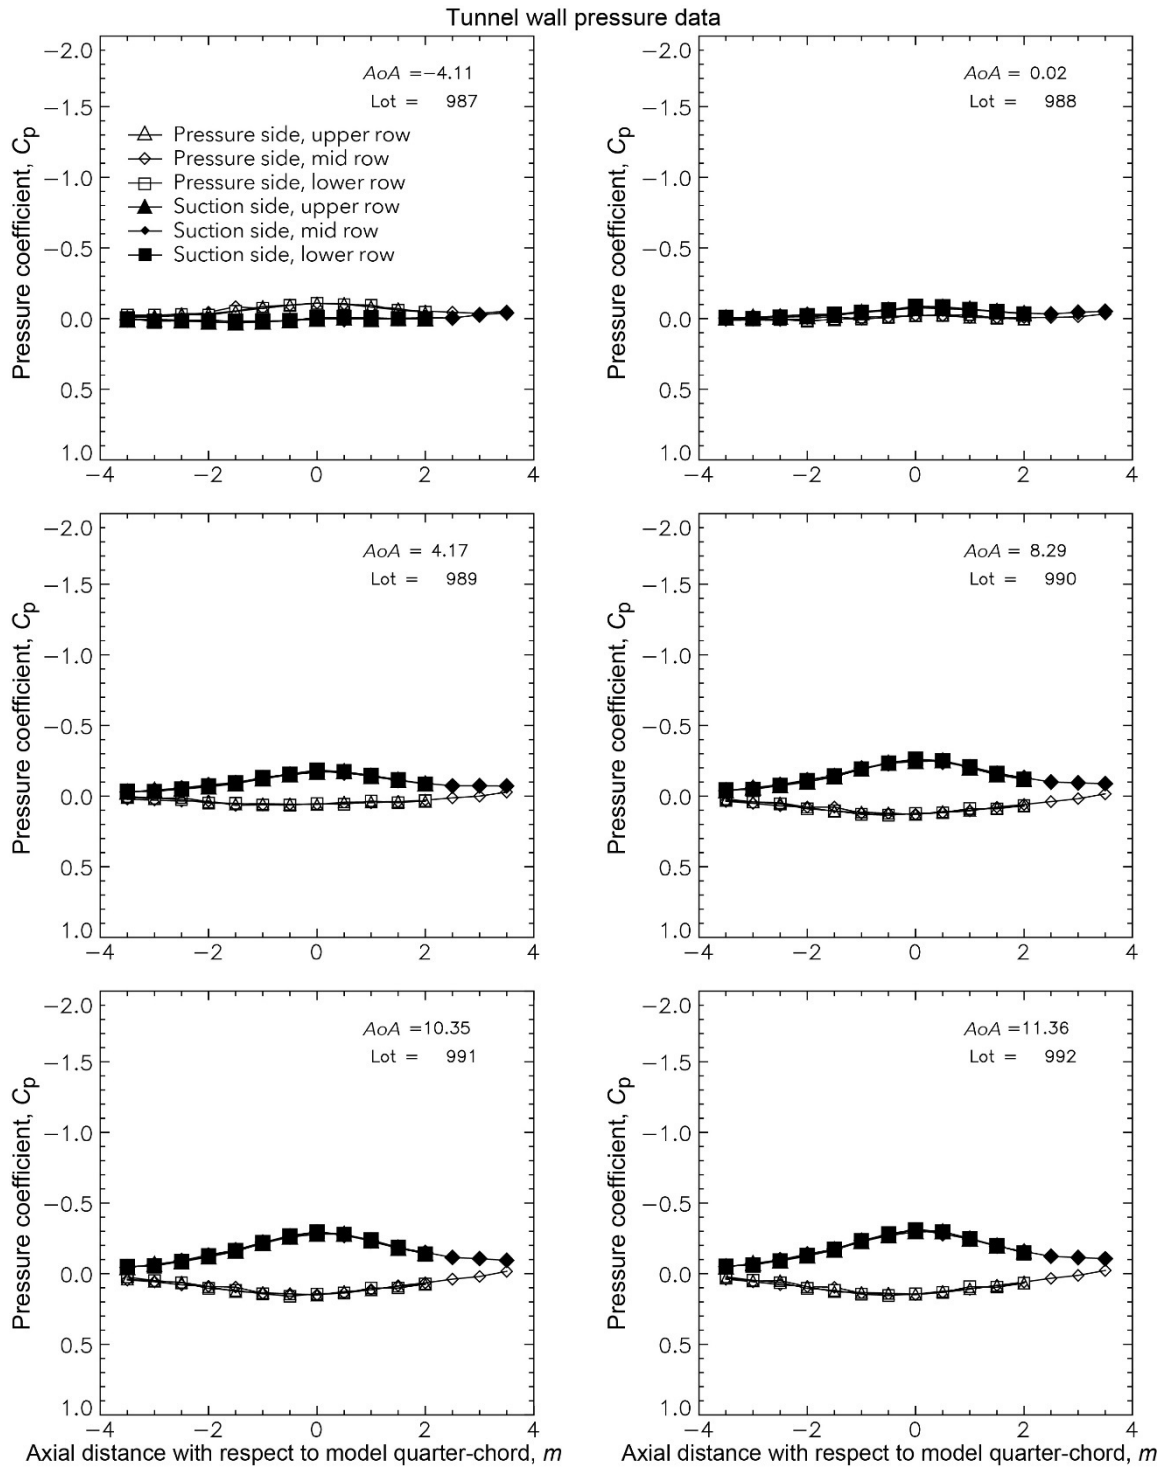 Tunnel wall pressure data
Pressure coefficient, Cp
−2.0
−1.5
−1.0
−0.5
0.0
0.5
1.0
−4
−2
0
2
4
AoA =−4.11
Lot = 987
Pressure side, upper row
Pressure side, mid row
Pressure side, lower row
Suction side, upper row
Suction side, mid row
Suction side, lower row
Pressure coefficient, Cp
−2.0
−1.5
−1.0
−0.5
0.0
0.5
1.0
−4
−2
0
2
4
AoA = 0.02
Lot = 988
Pressure coefficient, Cp
−2.0
−1.5
−1.0
−0.5
0.0
0.5
1.0
−4
−2
0
2
4
AoA = 4.17
Lot = 989
Pressure coefficient, Cp
−2.0
−1.5
−1.0
−0.5
0.0
0.5
1.0
−4
−2
0
2
4
AoA = 8.29
Lot = 990
Pressure coefficient, Cp
−2.0
−1.5
−1.0
−0.5
0.0
0.5
1.0
−4
−2
0
2
4
AoA =10.35
Lot = 991
Axial distance with respect to model quarter-chord, m
Pressure coefficient, Cp
−2.0
−1.5
−1.0
−0.5
0.0
0.5
1.0
−4
−2
0
2
4
AoA =11.36
Lot = 992
Axial distance with respect to model quarter-chord, m